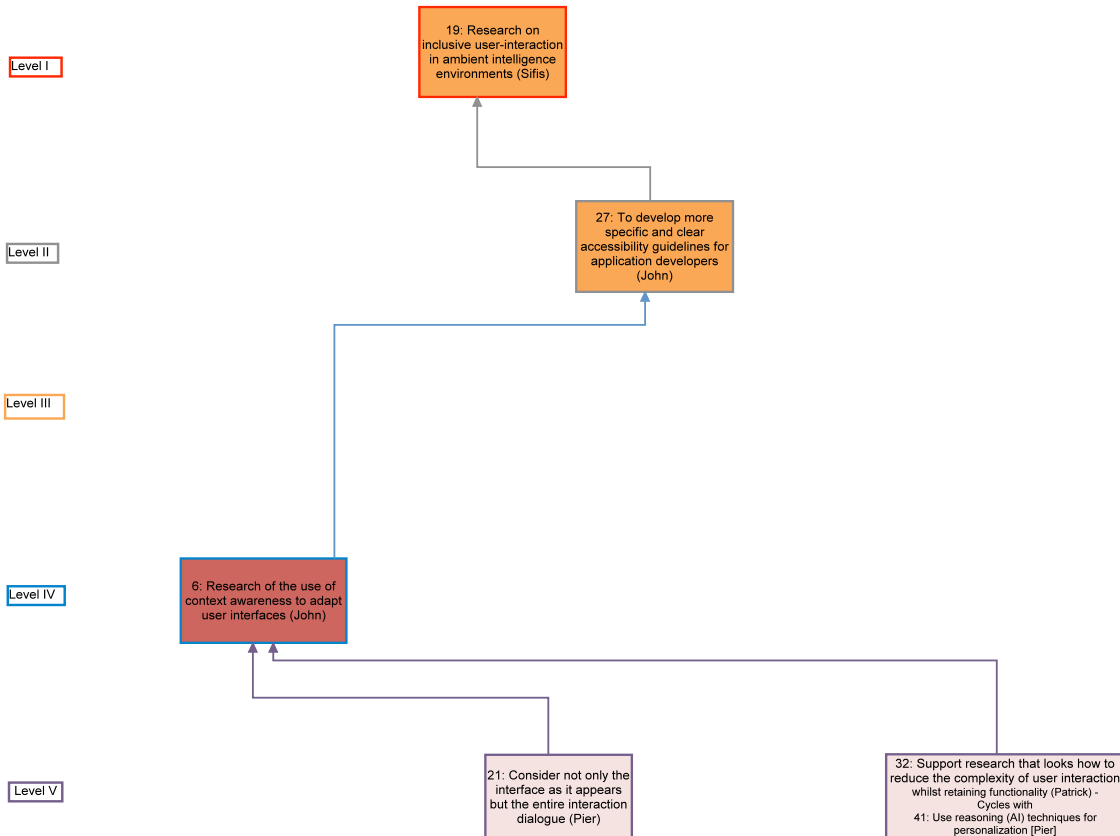 19: Research on
inclusive user-interaction
in ambient intelligence
environments (Sifis)
Level I
27: To develop more
specific and clear
accessibility guidelines for
application developers
(John)
Level II
Level III
6: Research of the use of
context awareness to adapt
user interfaces (John)
Level IV
21: Consider not only the
interface as it appears
but the entire interaction
dialogue (Pier)
32: Support research that looks how to
reduce the complexity of user interaction
whilst retaining functionality (Patrick) -
Cycles with
41: Use reasoning (AI) techniques for
personalization [Pier]
Level V